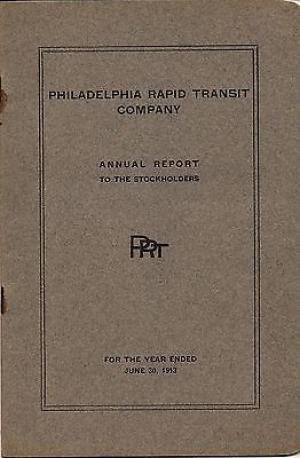 PHILADELPHIA RAPID TRANSIT
COMPANY
ANNUAL REPORT
TO THE STOCKHOLDERS
PRT
FOR THE YEAR ENDED
JUNE 30, 1913